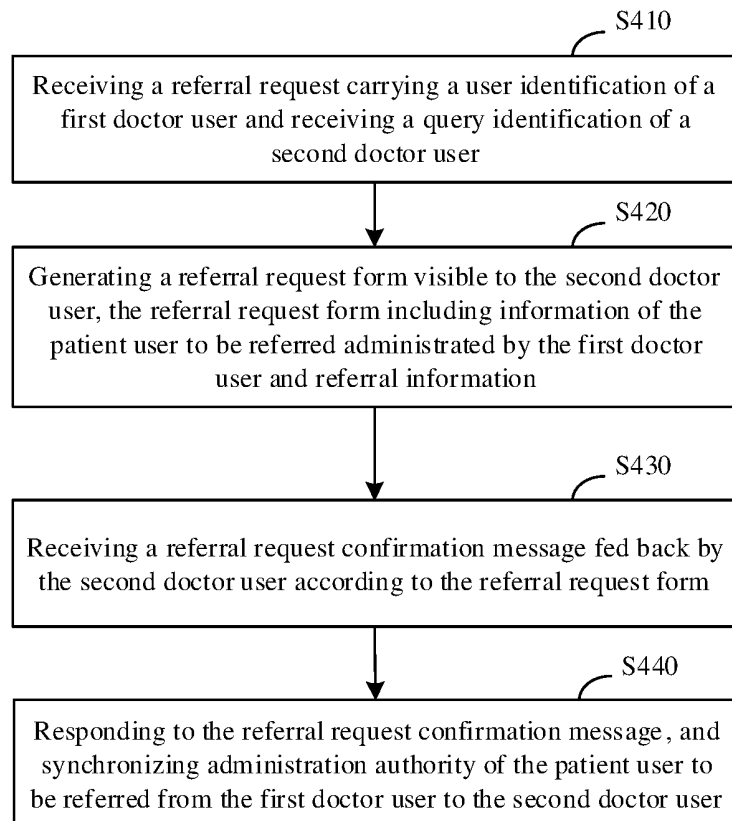 S410
Receiving a referral request carrying a user identification of a
first doctor user and receiving a query identification of a
second doctor user
S420
Generating a referral request form visible to the second doctor
user, the referral request form including information of the
patient user to be referred administrated by the first doctor
user and referral information
S430
Receiving a referral request confirmation message fed back by
the second doctor user according to the referral request form
S440
Responding to the referral request confirmation message, and
synchronizing administration authority of the patient user to
be referred from the first doctor user to the second doctor user